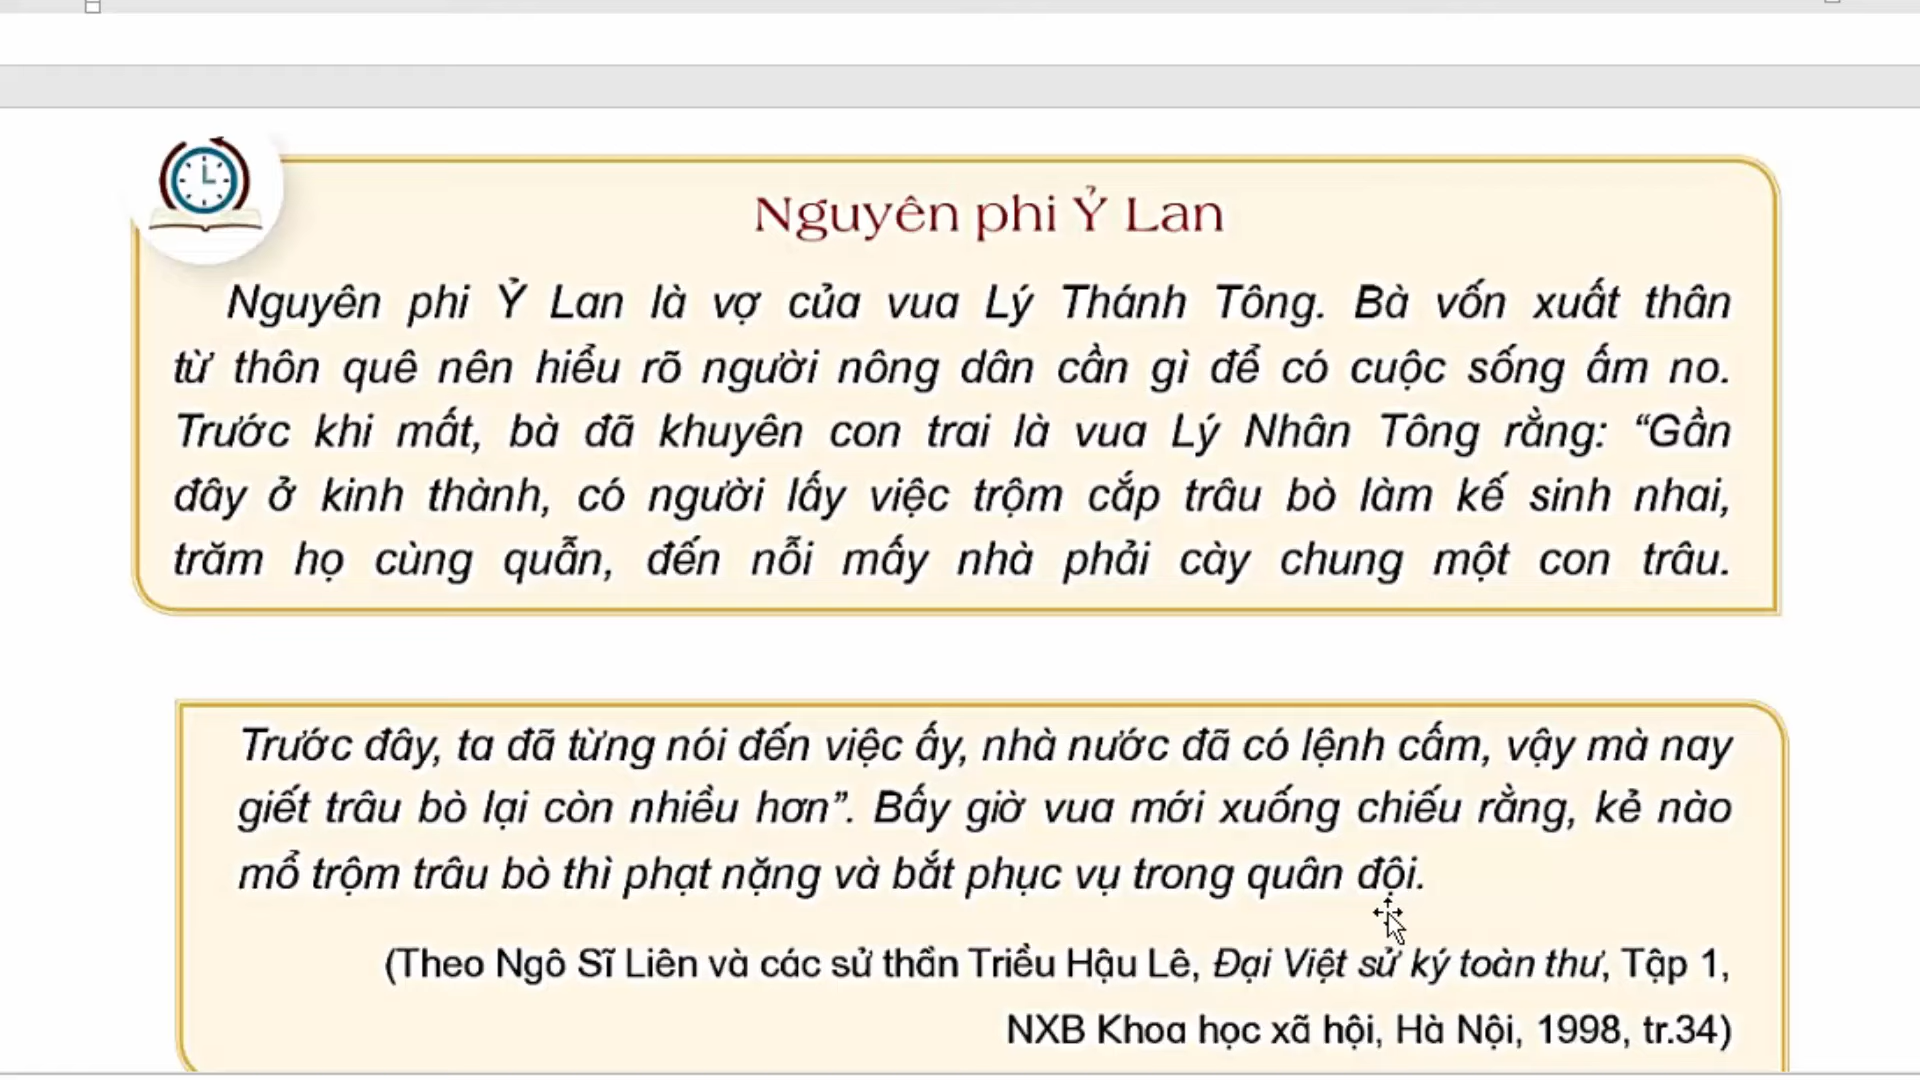 Nguyên phi Ỷ Lan
Nguyên phi Ỷ Lan là vợ của vua Lý Thánh Tông. Bà vốn xuất thân
từ thôn quê nên hiểu rõ người nông dân cần gì để có cuộc sống ấm no.
Trước khi mất, bà đã khuyên con trai là vua Lý Nhân Tông rằng: “Gần
đây ở kinh thành, có người lấy việc trộm cắp trâu bò làm kế sinh nhai,
trăm họ cùng quẫn, đến nỗi mấy nhà phải cày chung một con trâu.
Trước đây, ta đã từng nói đến việc ấy, nhà nước đã có lệnh cấm, vậy mà nay
giết trâu bò lại còn nhiều hơn”. Bấy giờ vua mới xuống chiếu rằng, kẻ nào
mổ trộm trâu bò thì phạt nặng và bắt phục vụ trong quân đội.
(Theo Ngô Sĩ Liên và các sử thần Triều Hậu Lê, Đại Việt sử ký toàn thư, Tập 1,
NXB Khoa học xã hội, Hà Nội, 1998, tr.34)